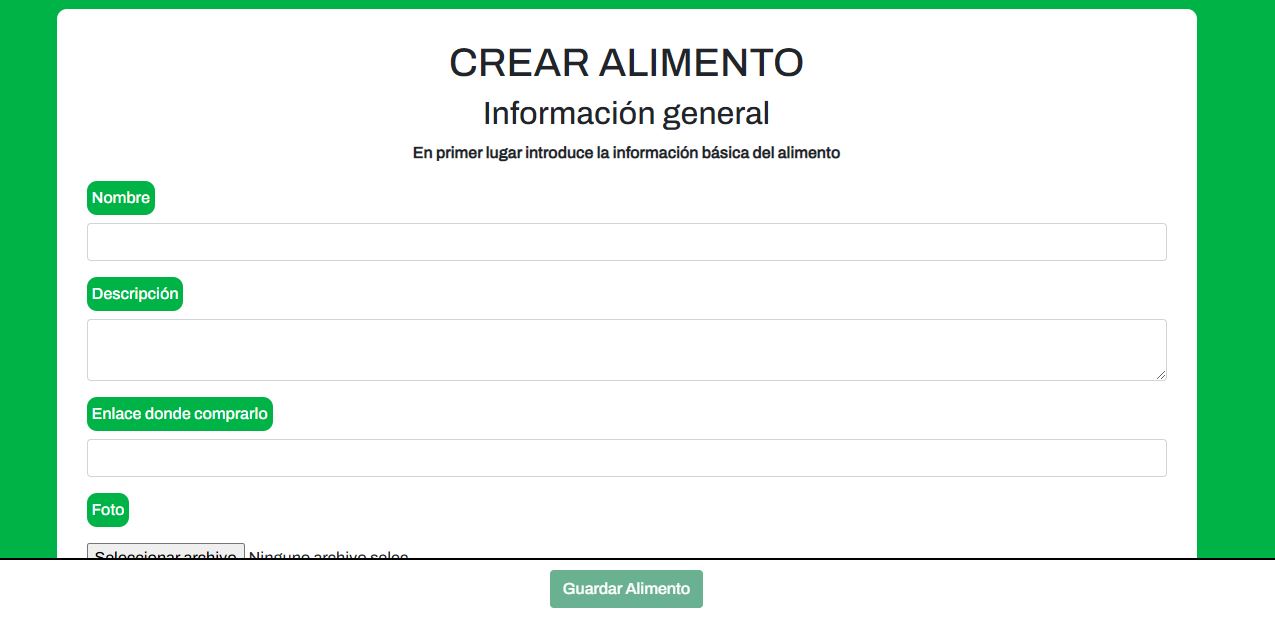 CREAR ALIMENTO
Información general
En primer lugar introduce la información básica del alimento
Nombre
Descripción
Enlace donde comprarlo
Foto
Seleccionar archivo Ninguno archivo selec.
Guardar Alimento